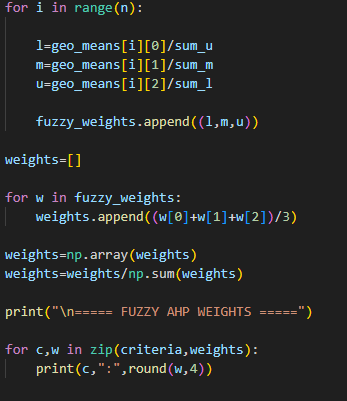 for i in range(n):
l=geo_means[i][0]/sum_u
m=geo_means[i][1]/sum_m
u=geo_means[i][2]/sum_l
fuzzy_weights.append((l,m,u))
weights=[]
for w in fuzzy_weights:
weights.append((w[0]+w[1]+w[2])/3)
weights=np.array(weights)
weights=weights/np.sum(weights)
print("\n===== FUZZY AHP WEIGHTS =====")
for c,w in zip(criteria,weights):
print(c,":",round(w,4))